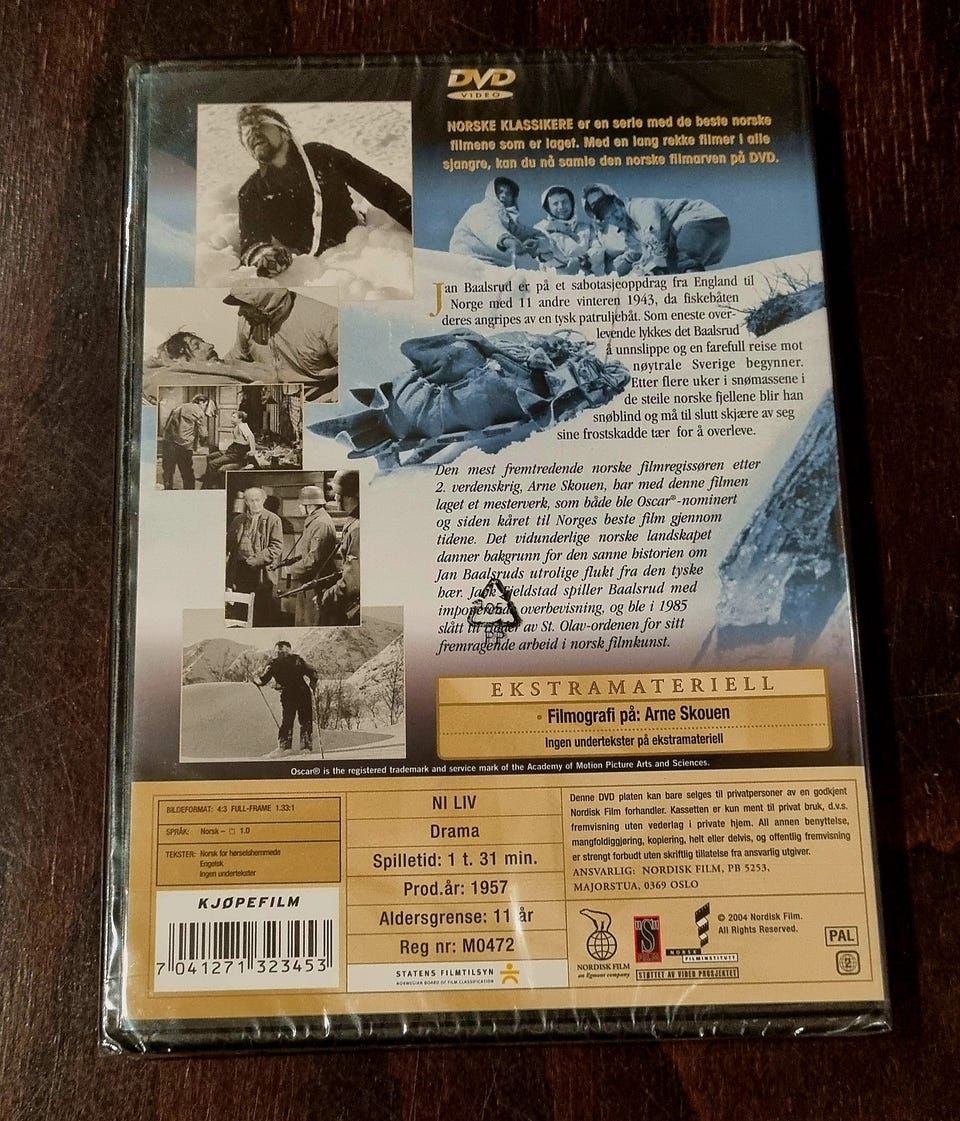 DVD
VIDEO
NORSKE KLASSIKERE er en serie med de beste norske
filmene som er laget. Med en lang rekke filmer i alle
sjangre, kan du nå samle den norske filmarven på DVD.
Jan Baalsrud er på et sabotasjeoppdrag fra England til
Norge med 11 andre vinteren 1943, da fiskebåten
deres angripes av en tysk patruljebåt. Som eneste over-
levende lykkes det Baalsrud
å unnslippe og en farefull reise mot
nøytrale Sverige begynner.
Etter flere uker i snømassene i
de steile norske fjellene blir han
snøblind og må til slutt skjære av seg
sine frostskadde tær for å overleve.
Den mest fremtredende norske filmregissøren etter
2. verdenskrig, Arne Skouen, har med denne filmen
laget et mesterverk, som både ble Oscar®-nominert
og siden kåret til Norges beste film gjennom
tidene. Det vidunderlige norske landskapet
danner bakgrunn for den sanne historien om
Jan Baalsruds utrolige flukt fra den tyske
hær. Jack Fjeldstad spiller Baalsrud med
imponerende overbevisning, og ble i 1985
slått til ridder av St. Olav-ordenen for sitt
fremragende arbeid i norsk filmkunst.
05
PP
EKSTRAMATERIELL
• Filmografi på: Arne Skouen
Ingen undertekster på ekstramateriell
Oscar® is the registered trademark and service mark of the Academy of Motion Picture Arts and Sciences.
BILDEFORMAT: 4:3 FULL-FRAME 1.33:1
SPRÅK: Norsk – 1.0
TEKSTER: Norsk for hørselshemmede
Engelsk
Ingen undertekster
KJØPEFILM
7 041271 323453
NI LIV
Drama
Spilletid: 1 t. 31 min.
Prod.år: 1957
Aldersgrense: 11 år
Reg nr: M0472
STATENS FILMTILSYN
NORWEGIAN BOARD OF FILM CLASSIFICATION
Denne DVD platen kan bare selges til privatpersoner av en godkjent
Nordisk Film forhandler. Kassetten er kun ment til privat bruk, d.v.s.
fremvisning uten vederlag i private hjem. All annen benyttelse,
mangfoldiggjøring, kopiering, helt eller delvis, og offentlig fremvisning
er strengt forbudt uten skriftlig tillatelse fra ansvarlig utgiver.
ANSVARLIG: NORDISK FILM, PB 5253,
MAJORSTUA, 0369 OSLO
NORDISK FILM
an Egmont company
S
NORSK
FILMINSTITUTT
STØTTET AV VIDEO PROSJEKTET
© 2004 Nordisk Film.
All Rights Reserved.
PAL
2